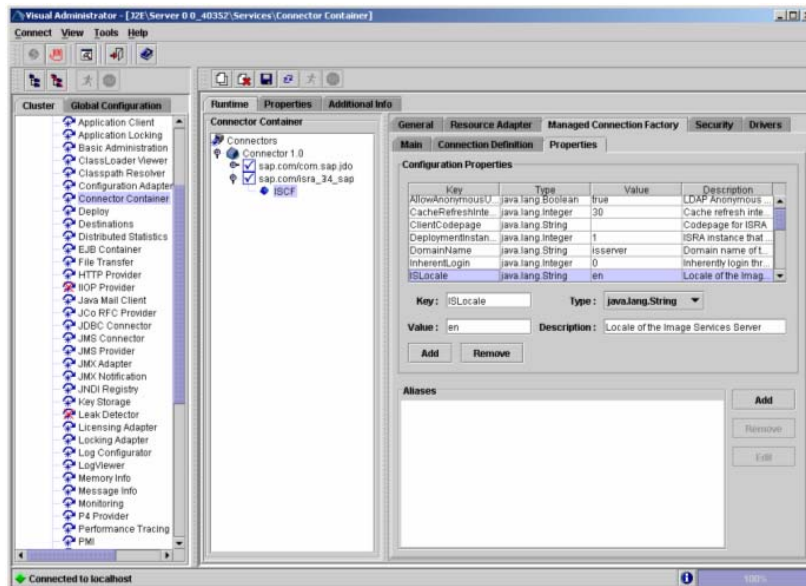 Visual Administrator - [J2E\Server 0 0_40352\Services\Connector Container]
Connect View Tools Help
Cluster Global Configuration
Application Client
Application Locking
Basic Administration
ClassLoader Viewer
Classpath Resolver
Configuration Adapter
Connector Container
Deploy
Destinations
Distributed Statistics
EJB Container
File Transfer
HTTP Provider
IIOP Provider
Java Mail Client
JCo RFC Provider
JDBC Connector
JMS Connector
JMS Provider
JMX Adapter
JMX Notification
JNDI Registry
Key Storage
Leak Detector
Licensing Adapter
Locking Adapter
Log Configurator
LogViewer
Memory Info
Message Info
Monitoring
P4 Provider
Performance Tracing
PMI
Runtime Properties Additional Info
Connector Container
Connectors
Connector 1.0
sap.com/com.sap.jdo
sap.com/isra_34_sap
ISCF
General Resource Adapter Managed Connection Factory Security Drivers
Main Connection Definition Properties
Configuration Properties
Key Type Value Description
AllowAnonymousU... java.lang.Boolean true LDAP Anonymous ...
CacheRefreshInte... java.lang.Integer 30 Cache refresh inte...
ClientCodepage java.lang.String Codepage for ISRA
DeploymentInstan... java.lang.Integer 1 ISRA instance that ...
DomainName java.lang.String isserver Domain name of t...
InherentLogin java.lang.Integer 0 Inherently login thr...
ISLocale java.lang.String en Locale of the Imag...
Key : ISLocale Type : java.lang.String
Value : en Description : Locale of the Image Services Server
Add Remove
Aliases
Add
Remove
Edit
Connected to localhost 100%